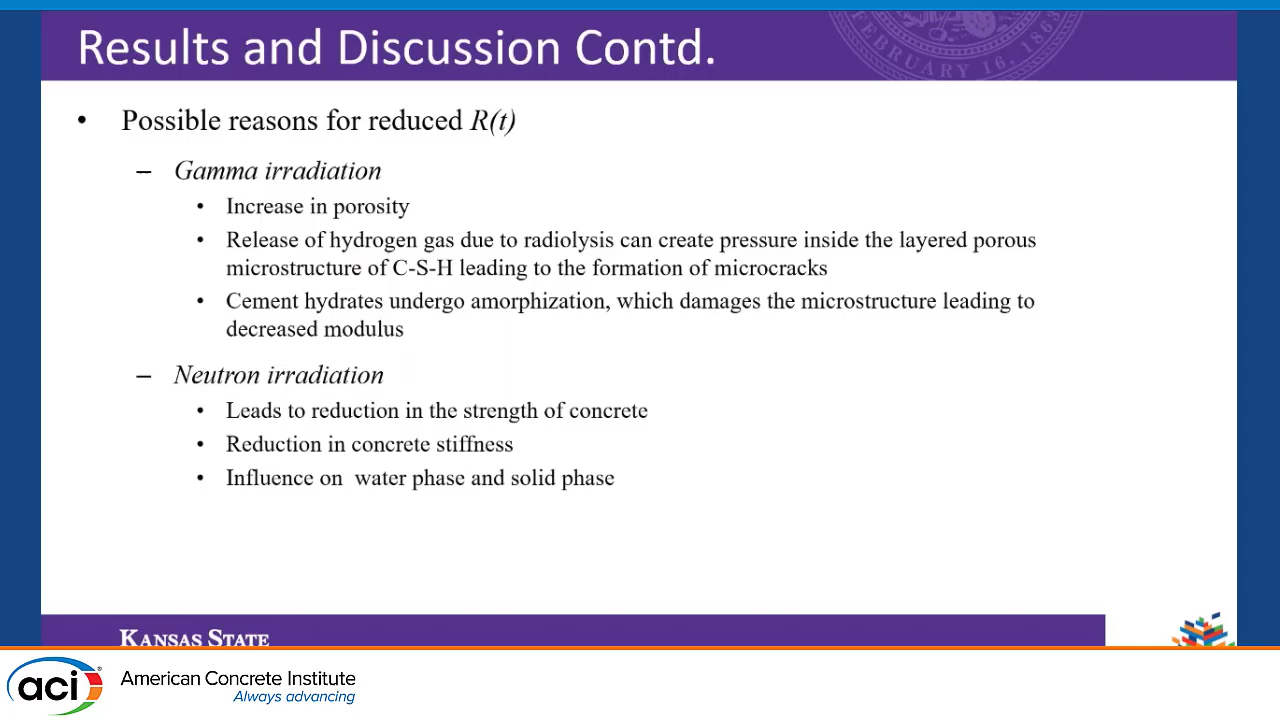 FEBRUARY 16, 1863
Results and Discussion Contd.
• Possible reasons for reduced R(t)
– Gamma irradiation
• Increase in porosity
• Release of hydrogen gas due to radiolysis can create pressure inside the layered porous
microstructure of C-S-H leading to the formation of microcracks
• Cement hydrates undergo amorphization, which damages the microstructure leading to
decreased modulus
– Neutron irradiation
• Leads to reduction in the strength of concrete
• Reduction in concrete stiffness
• Influence on  water phase and solid phase
KANSAS STATE
aci®
American Concrete Institute
Always advancing